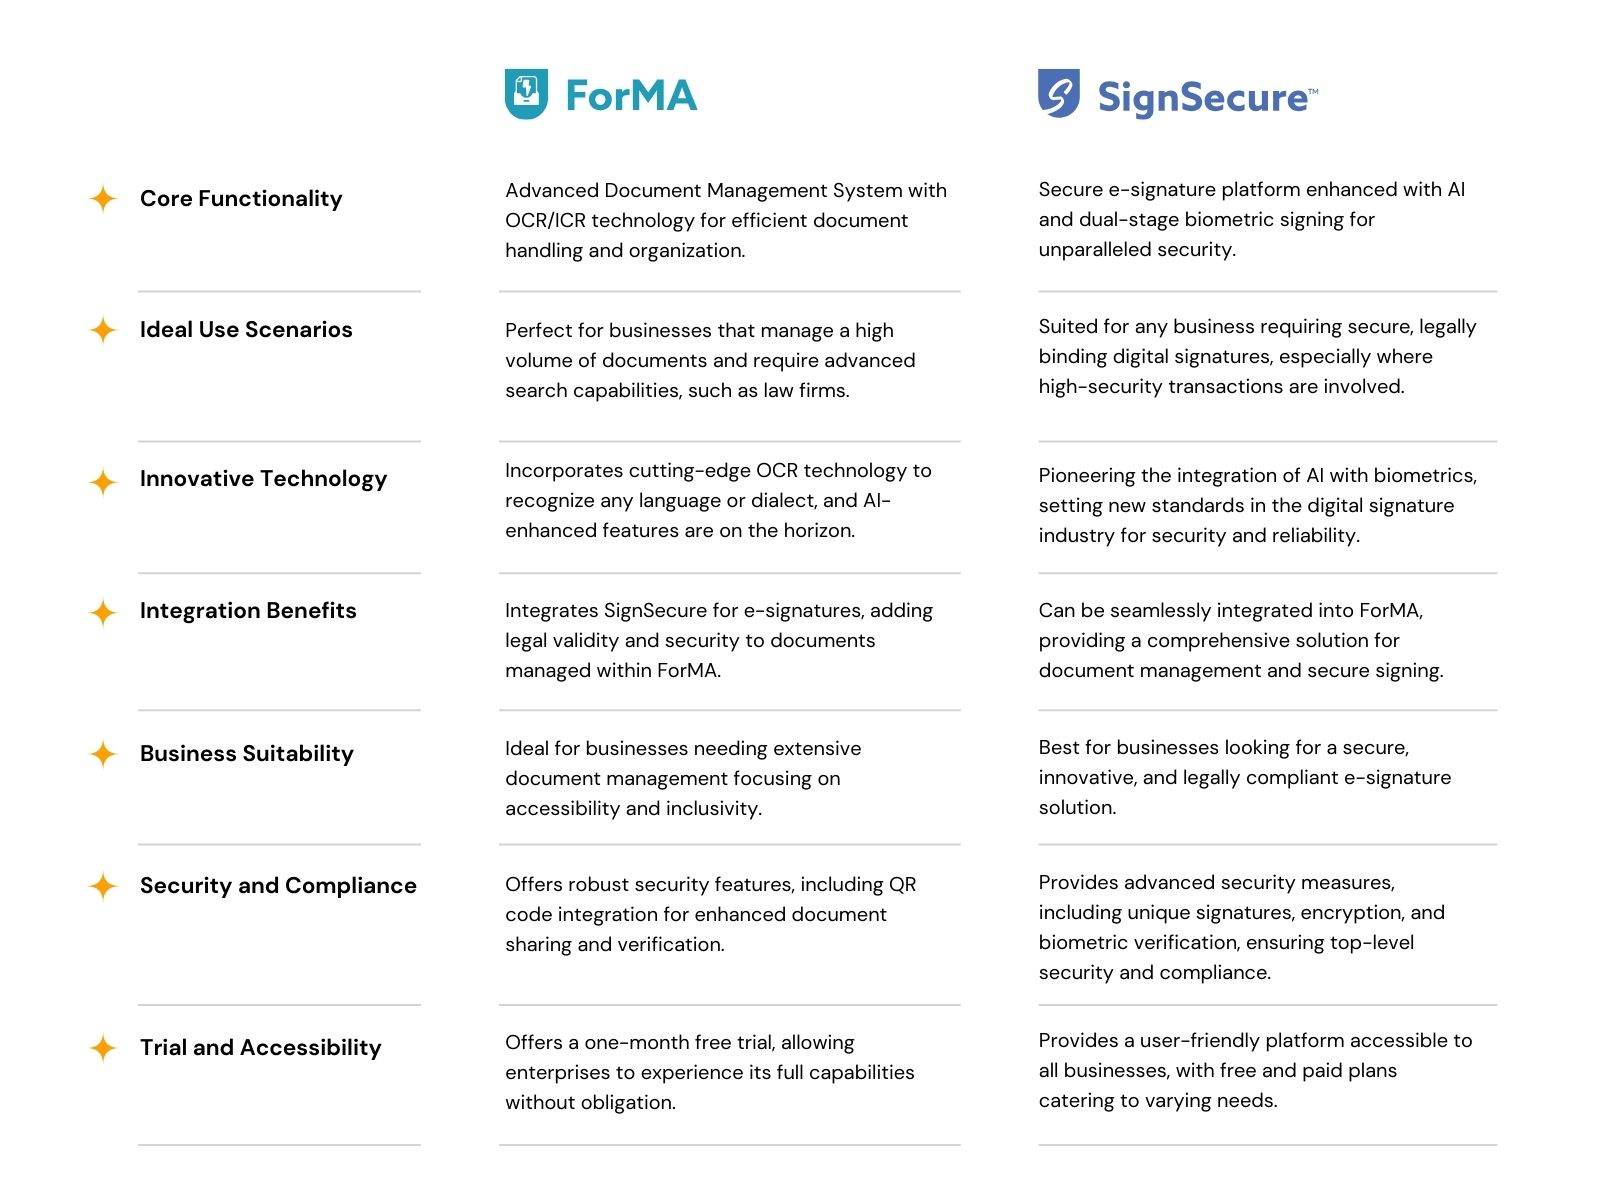 ForMA
SignSecure™
Core Functionality
Advanced Document Management System with
OCR/ICR technology for efficient document
handling and organization.
Secure e-signature platform enhanced with AI
and dual-stage biometric signing for
unparalleled security.
Ideal Use Scenarios
Perfect for businesses that manage a high
volume of documents and require advanced
search capabilities, such as law firms.
Suited for any business requiring secure, legally
binding digital signatures, especially where
high-security transactions are involved.
Innovative Technology
Incorporates cutting-edge OCR technology to
recognize any language or dialect, and AI-
enhanced features are on the horizon.
Pioneering the integration of AI with biometrics,
setting new standards in the digital signature
industry for security and reliability.
Integration Benefits
Integrates SignSecure for e-signatures, adding
legal validity and security to documents
managed within ForMA.
Can be seamlessly integrated into ForMA,
providing a comprehensive solution for
document management and secure signing.
Business Suitability
Ideal for businesses needing extensive
document management focusing on
accessibility and inclusivity.
Best for businesses looking for a secure,
innovative, and legally compliant e-signature
solution.
Security and Compliance
Offers robust security features, including QR
code integration for enhanced document
sharing and verification.
Provides advanced security measures,
including unique signatures, encryption, and
biometric verification, ensuring top-level
security and compliance.
Trial and Accessibility
Offers a one-month free trial, allowing
enterprises to experience its full capabilities
without obligation.
Provides a user-friendly platform accessible to
all businesses, with free and paid plans
catering to varying needs.